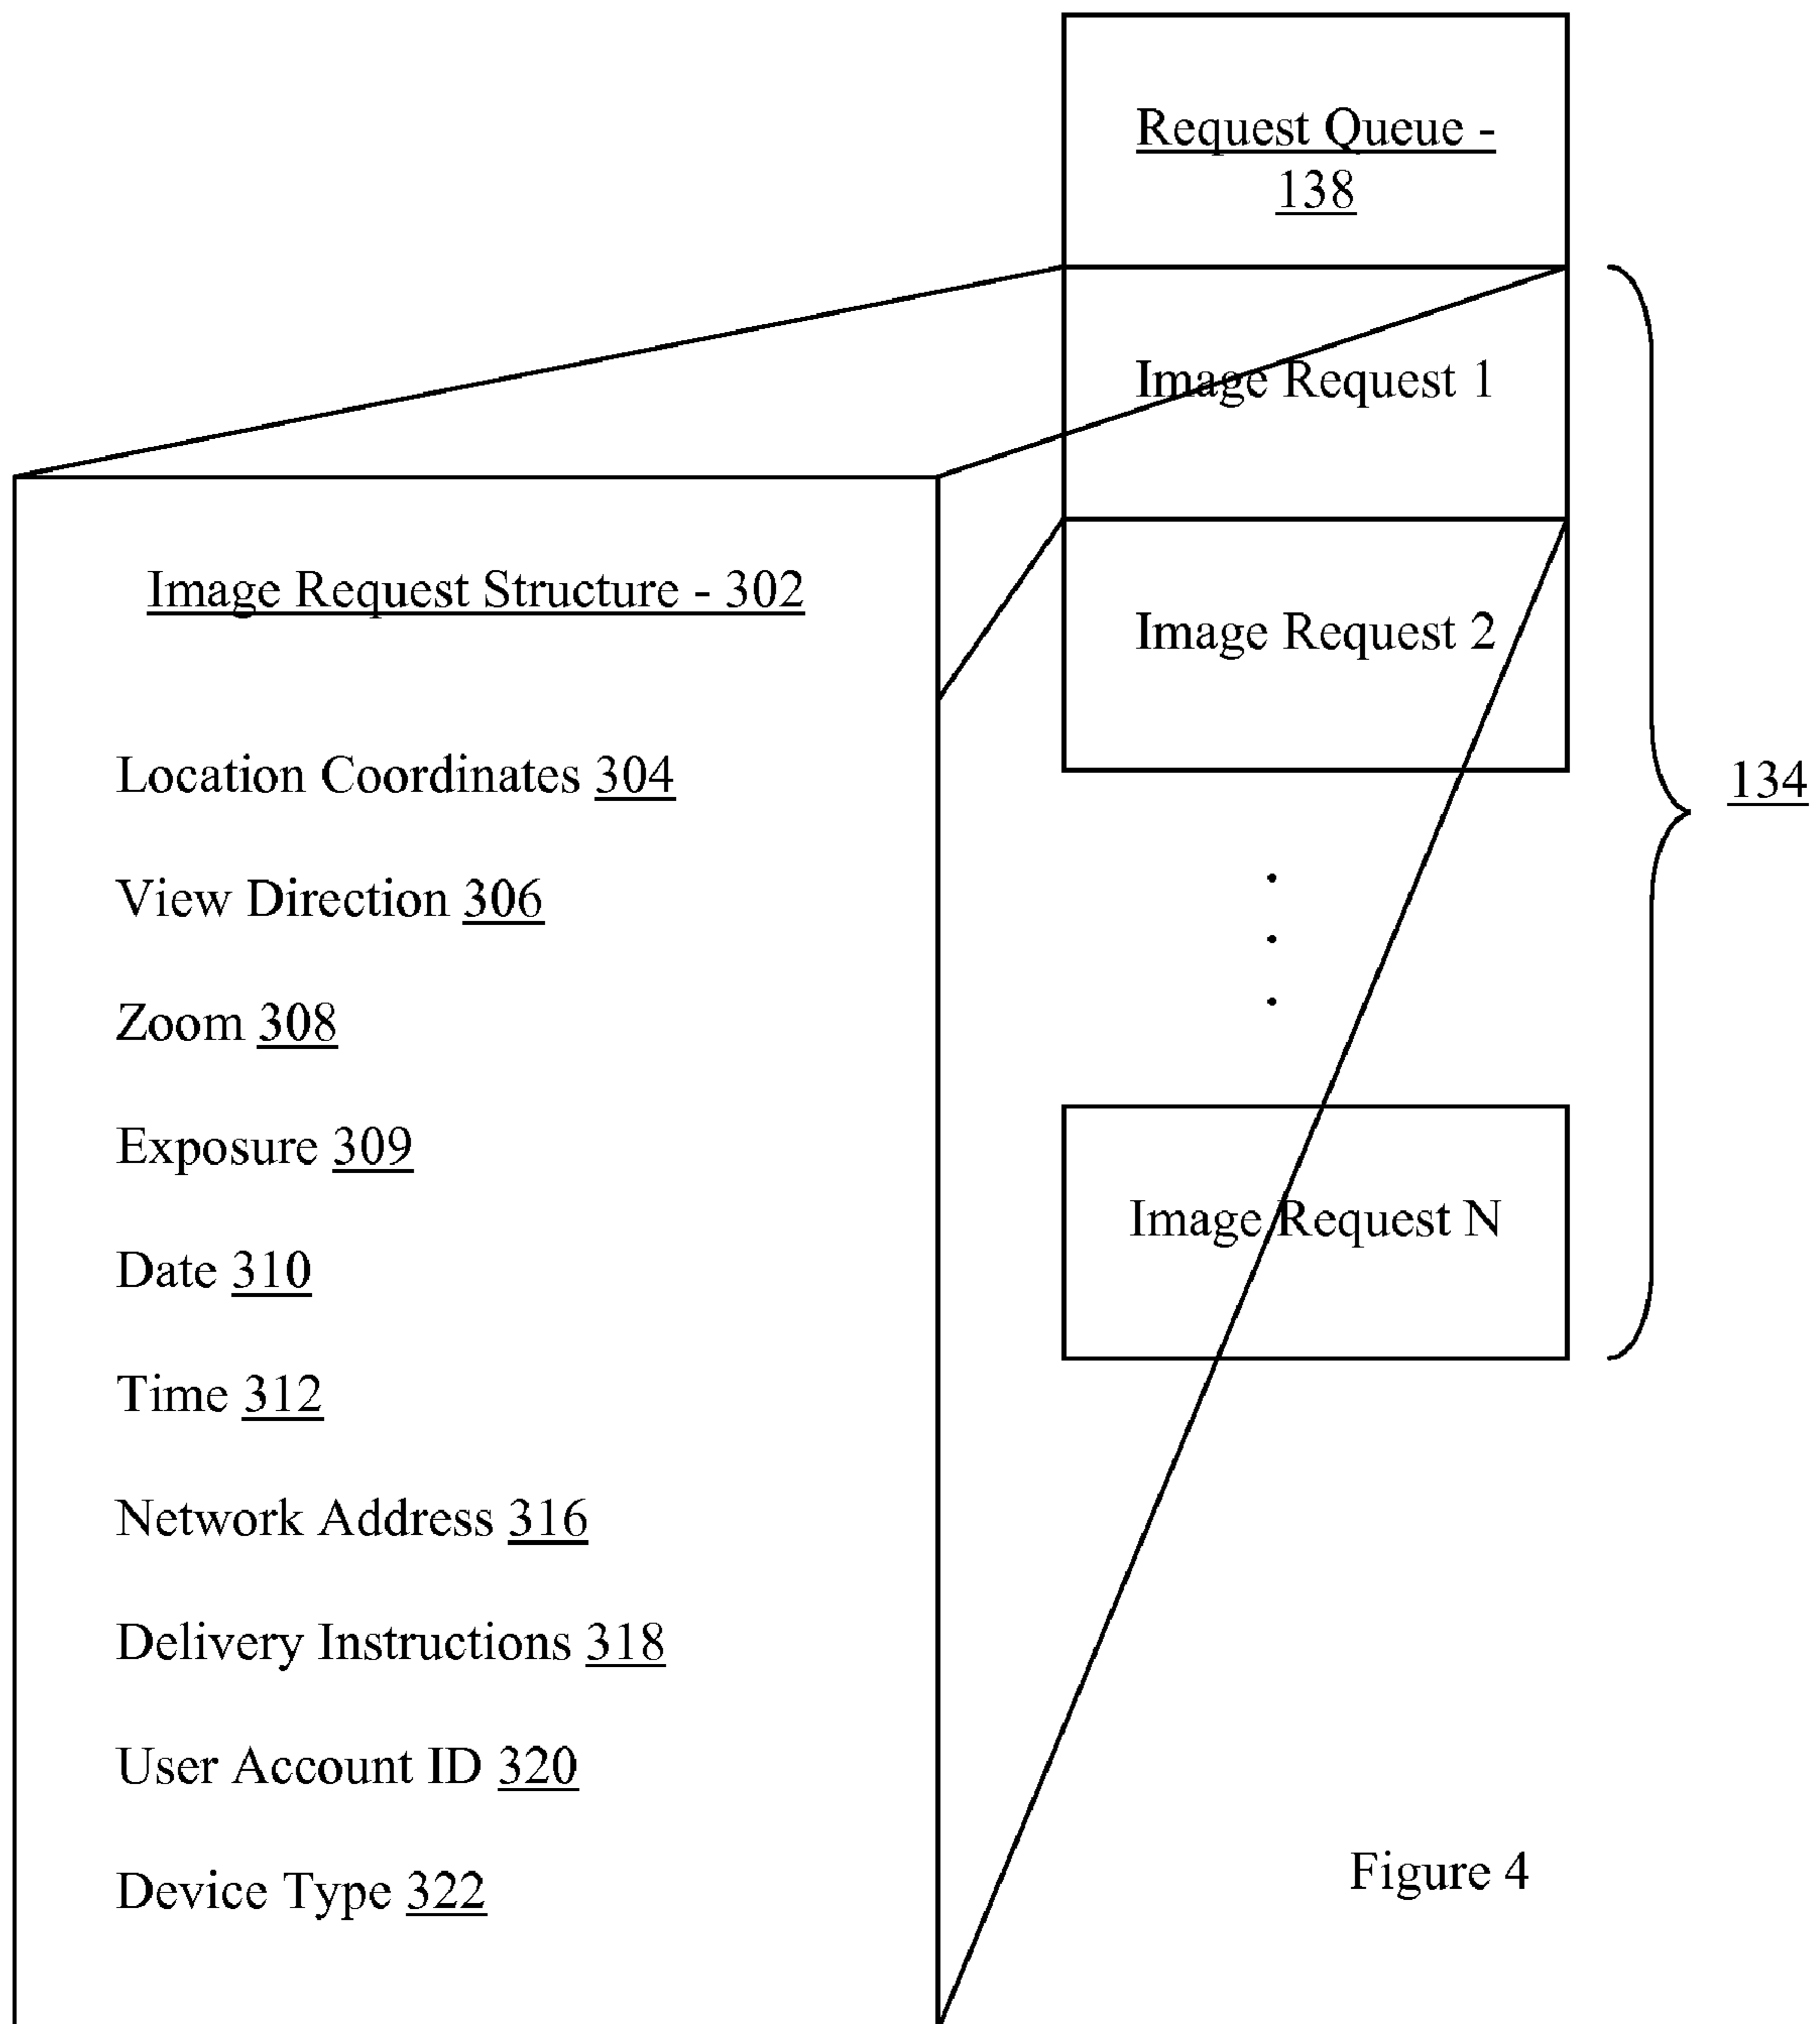 Request Queue -
138
Image Request 1
Image Request Structure - 302
Image Request 2
Location Coordinates 304
134
View Direction 306
Zoom 308
Exposure 309
Image Request N
Date 310
Time 312
Network Address 316
Delivery Instructions 318
User Account ID 320
Device Type 322
Figure 4